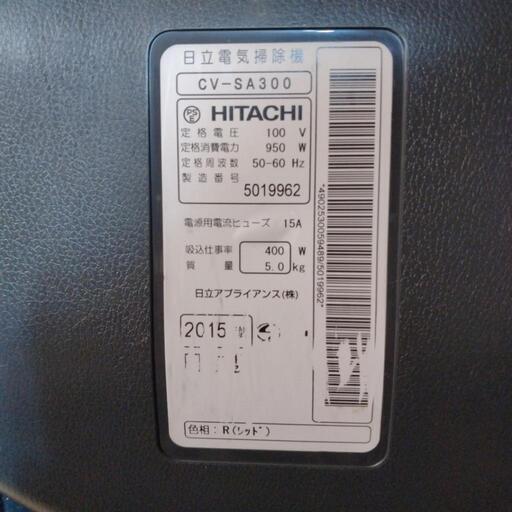 日立電気掃除機
CV-SA300
PS E HITACHI
定格電圧 100 V
定格消費電力 950 W
定格周波数 50-60 Hz
製造番号 5019962
電源用電流ヒューズ 15A
吸込仕事率 400 W
質量 5.0 kg
日立アプライアンス(株)
2015
色相:R(レッド)
*4902530059489/5019962*